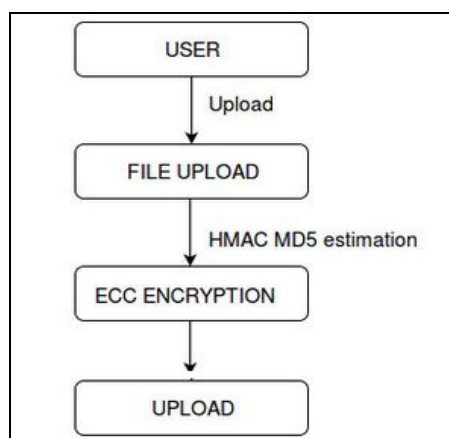 USER
Upload
FILE UPLOAD
HMAC MD5 estimation
ECC ENCRYPTION
UPLOAD